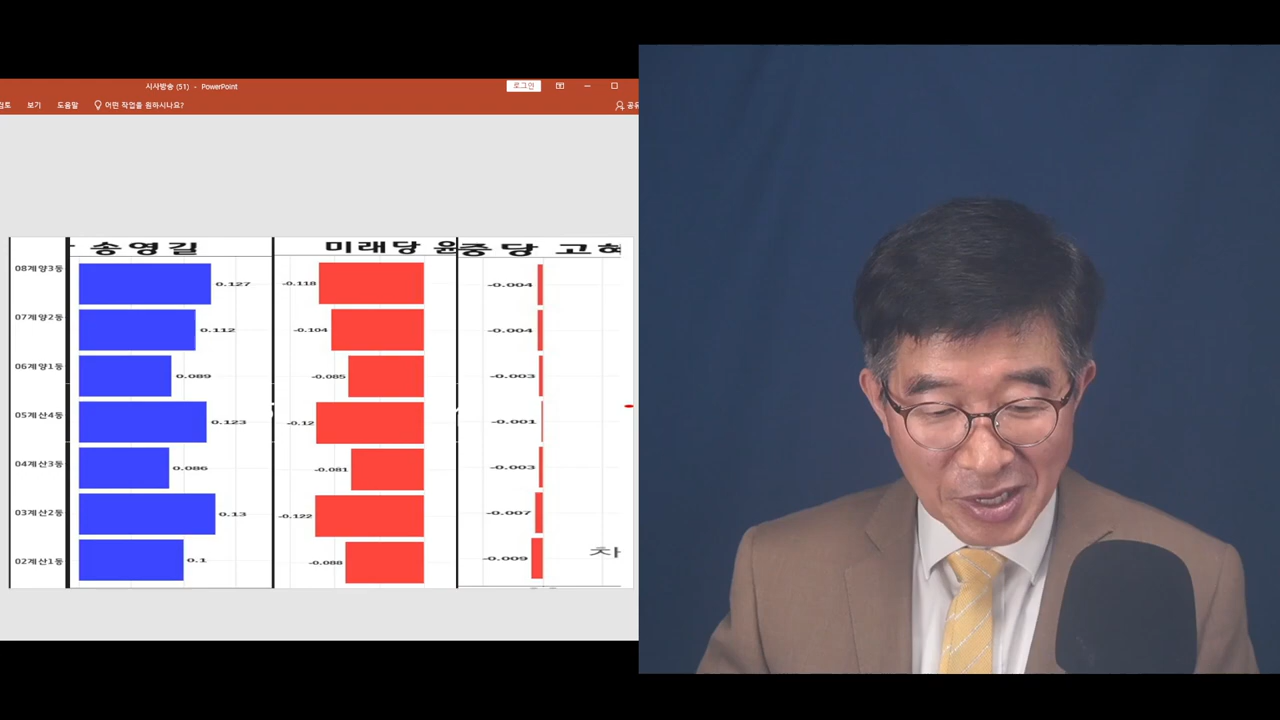 시사방송 (51) - PowerPoint
로그인
검토 보기 도움말 어떤 작업을 원하시나요? 공유
송영길 미래당 윤 중당 고혜
08계양3동 0.127 -0.118 -0.004
07계양2동 0.112 -0.104 -0.004
06계양1동 0.089 -0.085 -0.003
05계산4동 0.123 -0.12 -0.001
04계산3동 0.086 -0.081 -0.003
03계산2동 0.13 -0.122 -0.007
02계산1동 0.1 -0.088 -0.009
차